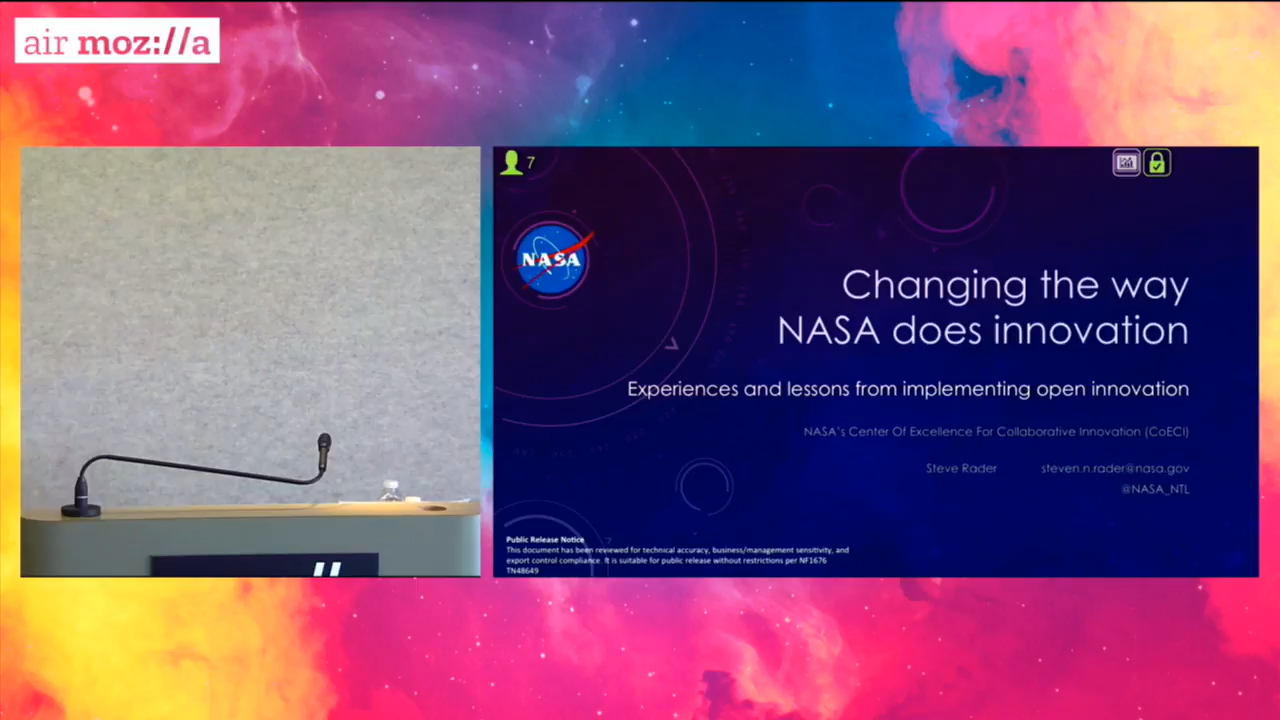 air moz://a
7
NASA
Changing the way
NASA does innovation
Experiences and lessons from implementing open innovation
NASA's Center Of Excellence For Collaborative Innovation (CoECI)
Steve Rader steven.n.rader@nasa.gov
@NASA_NTL
Public Release Notice
This document has been reviewed for technical accuracy, business/management sensitivity, and
export control compliance. It is suitable for public release without restrictions per NF1676
TN48649